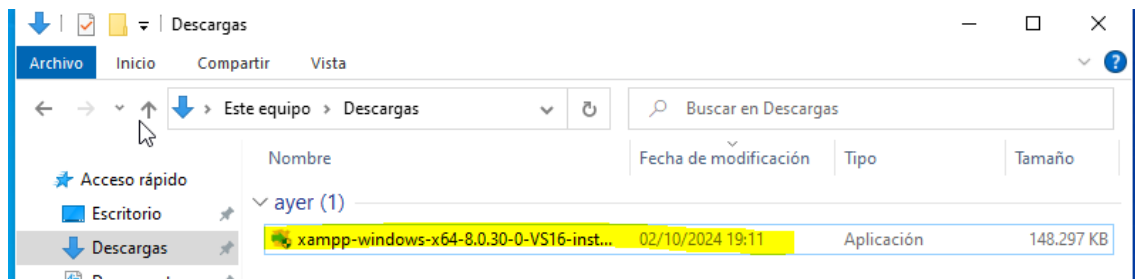 Descargas
Archivo Inicio Compartir Vista
Este equipo > Descargas Buscar en Descargas
Nombre Fecha de modificación Tipo Tamaño
Acceso rápido
ayer (1)
Escritorio
xampp-windows-x64-8.0.30-0-VS16-inst... 02/10/2024 19:11 Aplicación 148.297 KB
Descargas